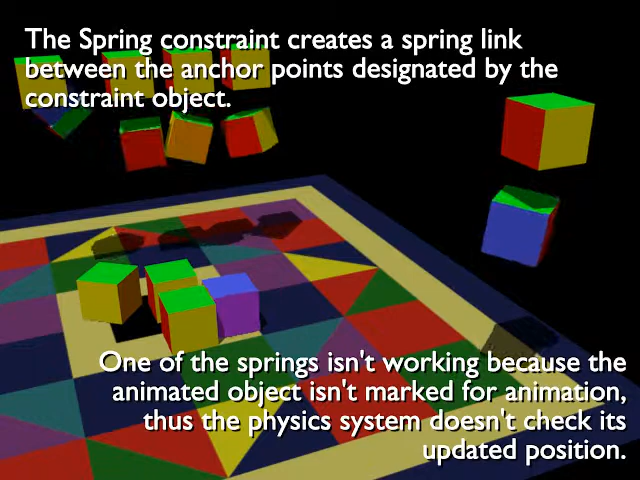 The Spring constraint creates a spring link
between the anchor points designated by the
constraint object.
One of the springs isn't working because the
animated object isn't marked for animation,
thus the physics system doesn't check its
updated position.